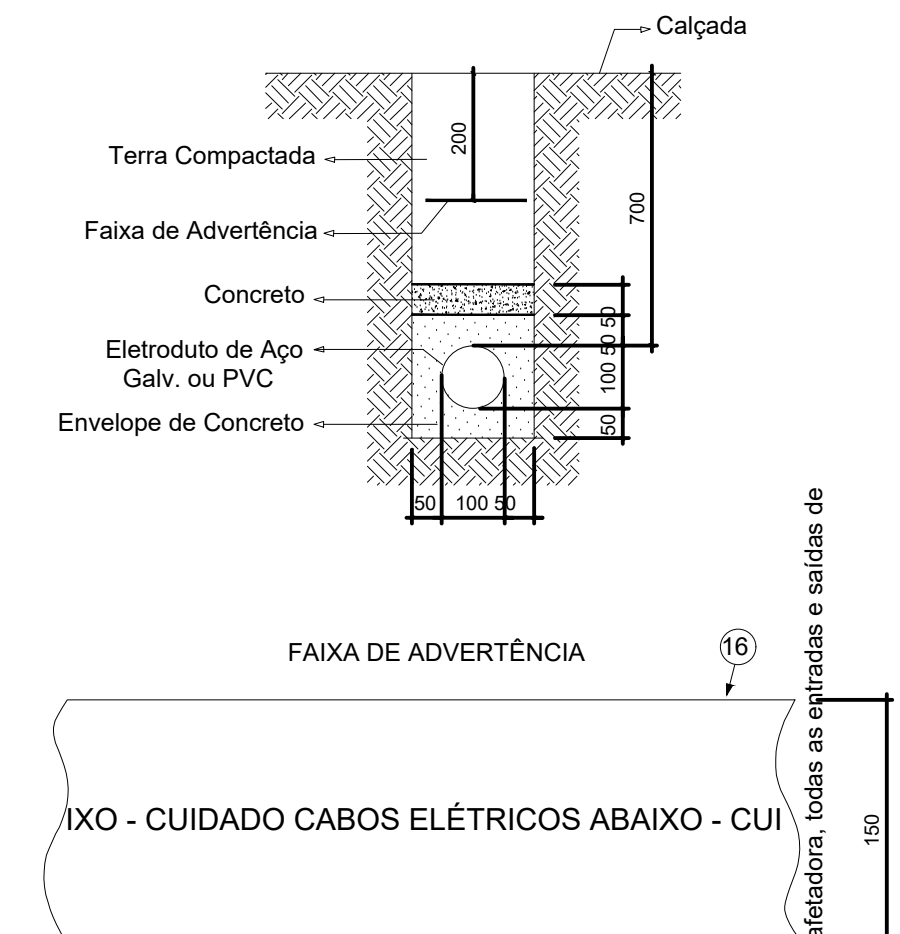 Calçada
200
Terra Compactada
700
Faixa de Advertência
Concreto
50
50
Eletroduto de Aço
Galv. ou PVC
100
Envelope de Concreto
50
50 100 50
FAIXA DE ADVERTÊNCIA
16
IXO - CUIDADO CABOS ELÉTRICOS ABAIXO - CUI
150
afetadora, todas as entradas e saídas de